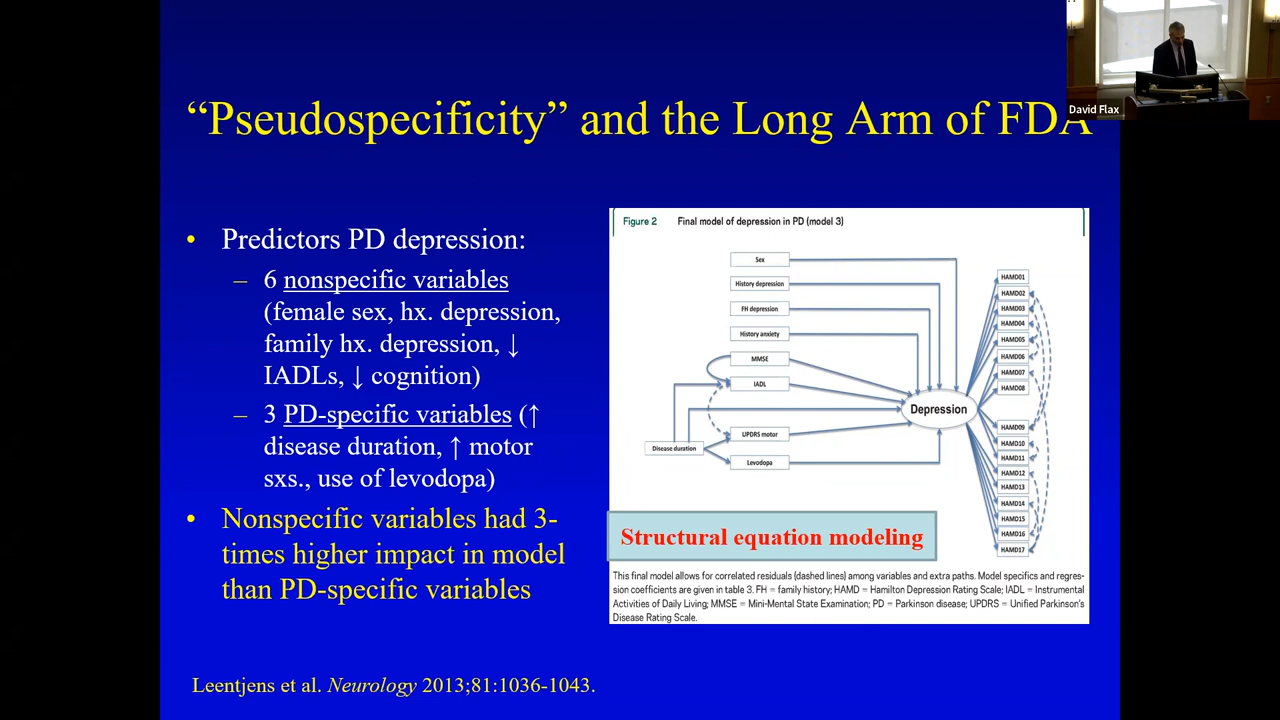 “Pseudospecificity” and the Long Arm of FDA
David Flax
• Predictors PD depression:
– 6 nonspecific variables
(female sex, hx. depression,
family hx. depression, ↓
IADLs, ↓ cognition)
– 3 PD-specific variables (↑
disease duration, ↑ motor
sxs., use of levodopa)
• Nonspecific variables had 3-
times higher impact in model
than PD-specific variables
Figure 2 Final model of depression in PD (model 3)
Sex
History depression
FH depression
History anxiety
MMSE
IADL
UPDRS motor
Disease duration
Levodopa
Depression
HAMD01
HAMD02
HAMD03
HAMD04
HAMD05
HAMD06
HAMD07
HAMD08
HAMD09
HAMD10
HAMD11
HAMD12
HAMD13
HAMD14
HAMD15
HAMD16
HAMD17
Structural equation modeling
This final model allows for correlated residuals (dashed lines) among variables and extra paths. Model specifics and regres-
sion coefficients are given in table 3. FH = family history; HAMD = Hamilton Depression Rating Scale; IADL = Instrumental
Activities of Daily Living; MMSE = Mini-Mental State Examination; PD = Parkinson disease; UPDRS = Unified Parkinson's
Disease Rating Scale.
Leentjens et al. Neurology 2013;81:1036-1043.